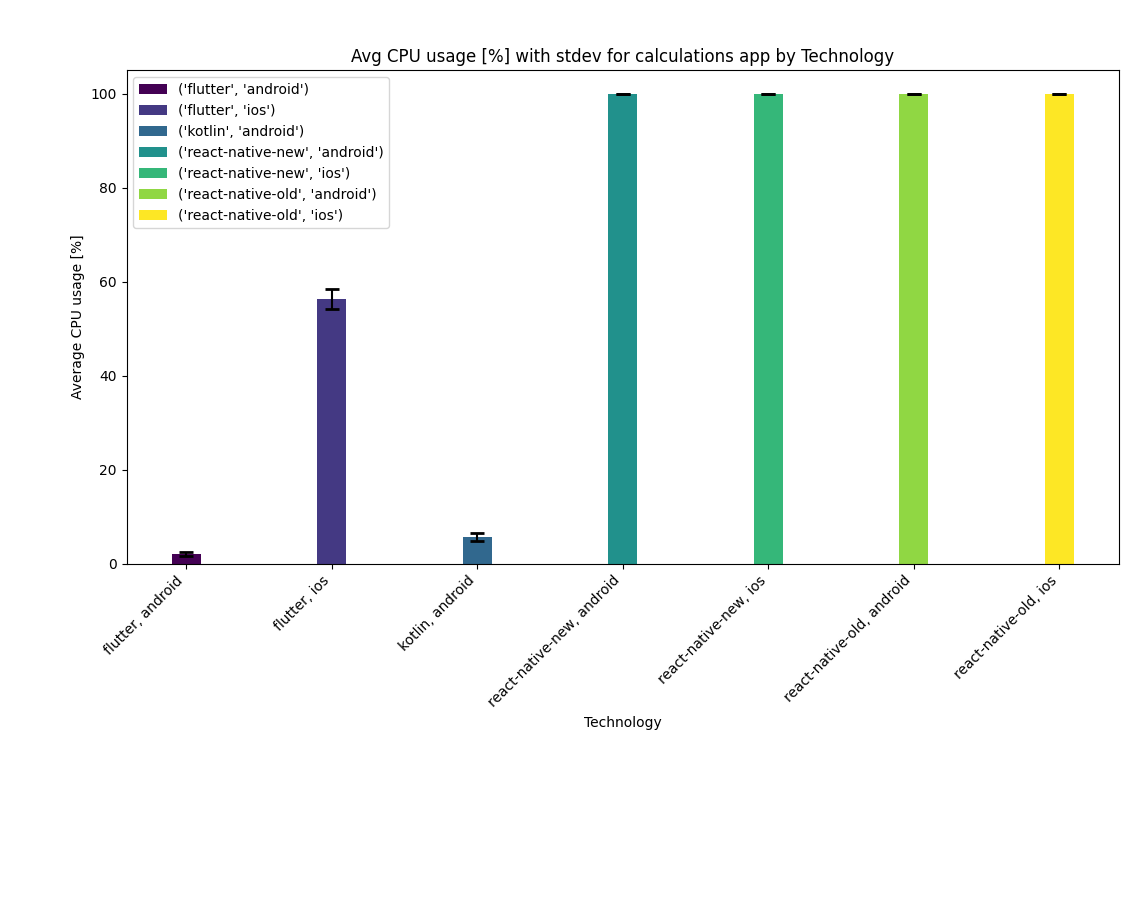 Avg CPU usage [%] with stdev for calculations app by Technology
('flutter', 'android')
('flutter', 'ios')
('kotlin', 'android')
('react-native-new', 'android')
('react-native-new', 'ios')
('react-native-old', 'android')
('react-native-old', 'ios')
Average CPU usage [%]
100
80
60
40
20
0
flutter, android
flutter, ios
kotlin, android
react-native-new, android
react-native-new, ios
react-native-old, android
react-native-old, ios
Technology